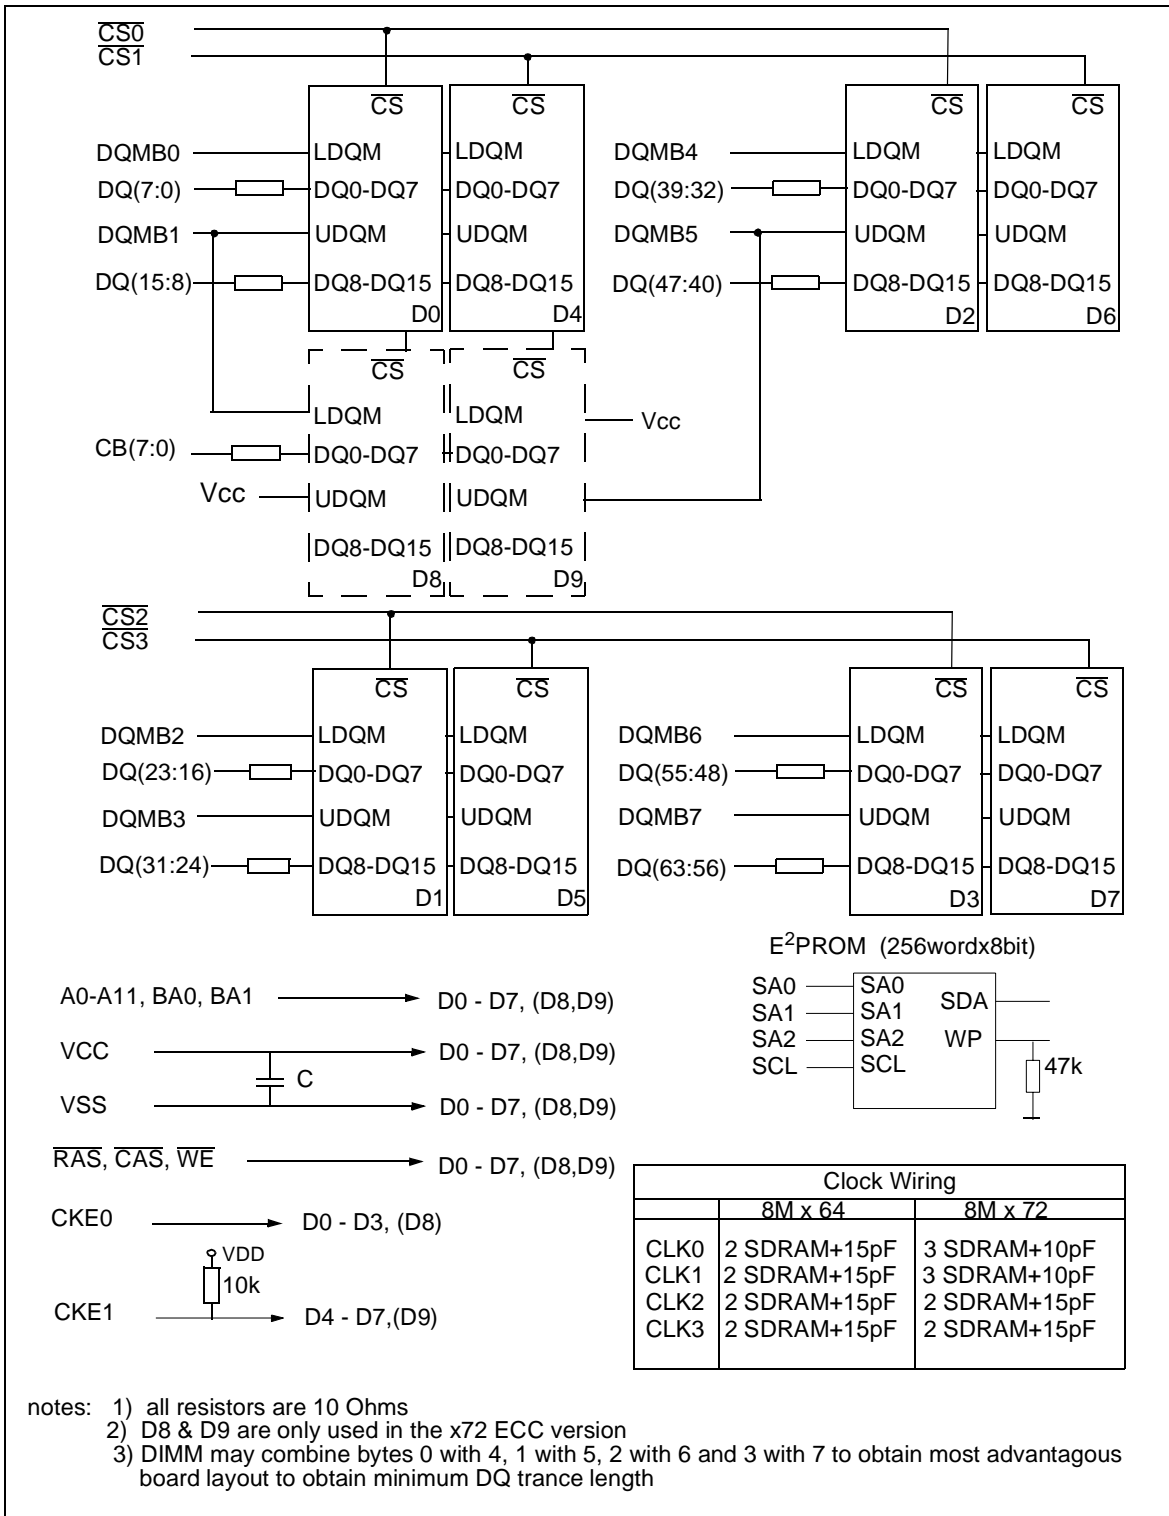 CS0
CS1
CS CS CS CS
DQMB0 LDQM LDQM DQMB4 LDQM LDQM
DQ(7:0) DQ0-DQ7 DQ0-DQ7 DQ(39:32) DQ0-DQ7 DQ0-DQ7
DQMB1 UDQM UDQM DQMB5 UDQM UDQM
DQ(15:8) DQ8-DQ15 DQ8-DQ15 DQ(47:40) DQ8-DQ15 DQ8-DQ15
D0 D4 D2 D6
CS CS
LDQM LDQM Vcc
CB(7:0) DQ0-DQ7 DQ0-DQ7
Vcc UDQM UDQM
DQ8-DQ15 DQ8-DQ15
D8 D9
CS2
CS3
CS CS CS CS
DQMB2 LDQM LDQM DQMB6 LDQM LDQM
DQ(23:16) DQ0-DQ7 DQ0-DQ7 DQ(55:48) DQ0-DQ7 DQ0-DQ7
DQMB3 UDQM UDQM DQMB7 UDQM UDQM
DQ(31:24) DQ8-DQ15 DQ8-DQ15 DQ(63:56) DQ8-DQ15 DQ8-DQ15
D1 D5 D3 D7
E2PROM (256wordx8bit)
SA0 SA0 SDA
SA1 SA1
SA2 SA2 WP
SCL SCL
47k
A0-A11, BA0, BA1 D0 - D7, (D8,D9)
VCC D0 - D7, (D8,D9)
C
VSS D0 - D7, (D8,D9)
RAS, CAS, WE D0 - D7, (D8,D9)
CKE0 D0 - D3, (D8)
VDD
10k
CKE1 D4 - D7,(D9)
Clock Wiring
8M x 64 8M x 72
CLK0 2 SDRAM+15pF 3 SDRAM+10pF
CLK1 2 SDRAM+15pF 3 SDRAM+10pF
CLK2 2 SDRAM+15pF 2 SDRAM+15pF
CLK3 2 SDRAM+15pF 2 SDRAM+15pF
notes: 1) all resistors are 10 Ohms
2) D8 & D9 are only used in the x72 ECC version
3) DIMM may combine bytes 0 with 4, 1 with 5, 2 with 6 and 3 with 7 to obtain most advantagous
board layout to obtain minimum DQ trance length